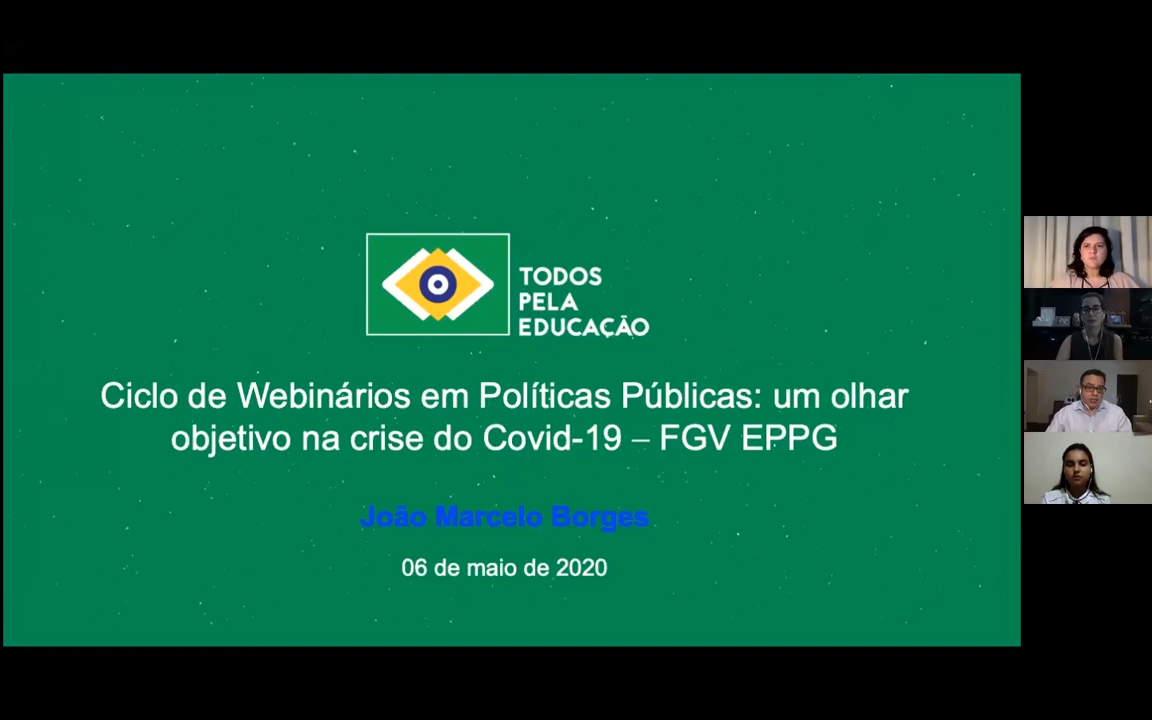 TODOS
PELA
EDUCAÇÃO
Ciclo de Webinários em Políticas Públicas: um olhar
objetivo na crise do Covid-19 – FGV EPPG
João Marcelo Borges
06 de maio de 2020